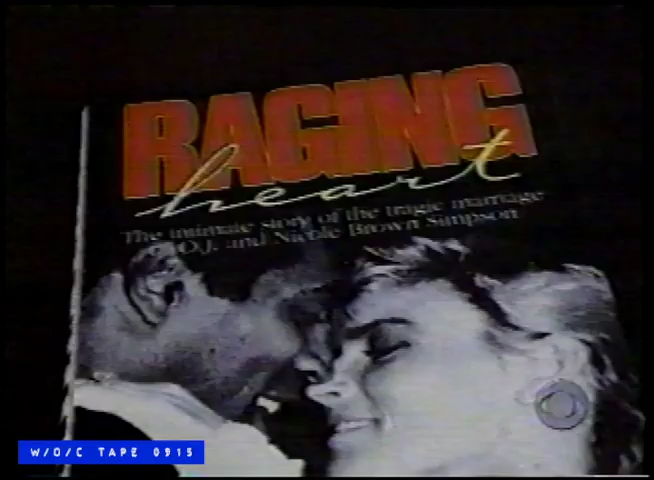 RAGING
heart
The intimate story of the tragic marriage
O.J. and Nicole Brown Simpson
W/O/C TAPE 0915